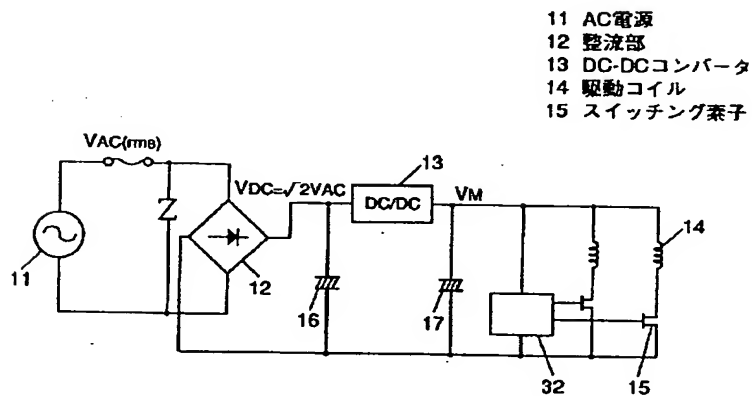 11 AC電源
12 整流部
13 DC-DCコンバータ
14 駆動コイル
15 スイッチング素子
VAC(rms)
13
VDC=√2VAC
DC/DC
VM
14
11
12
16
17
32
15